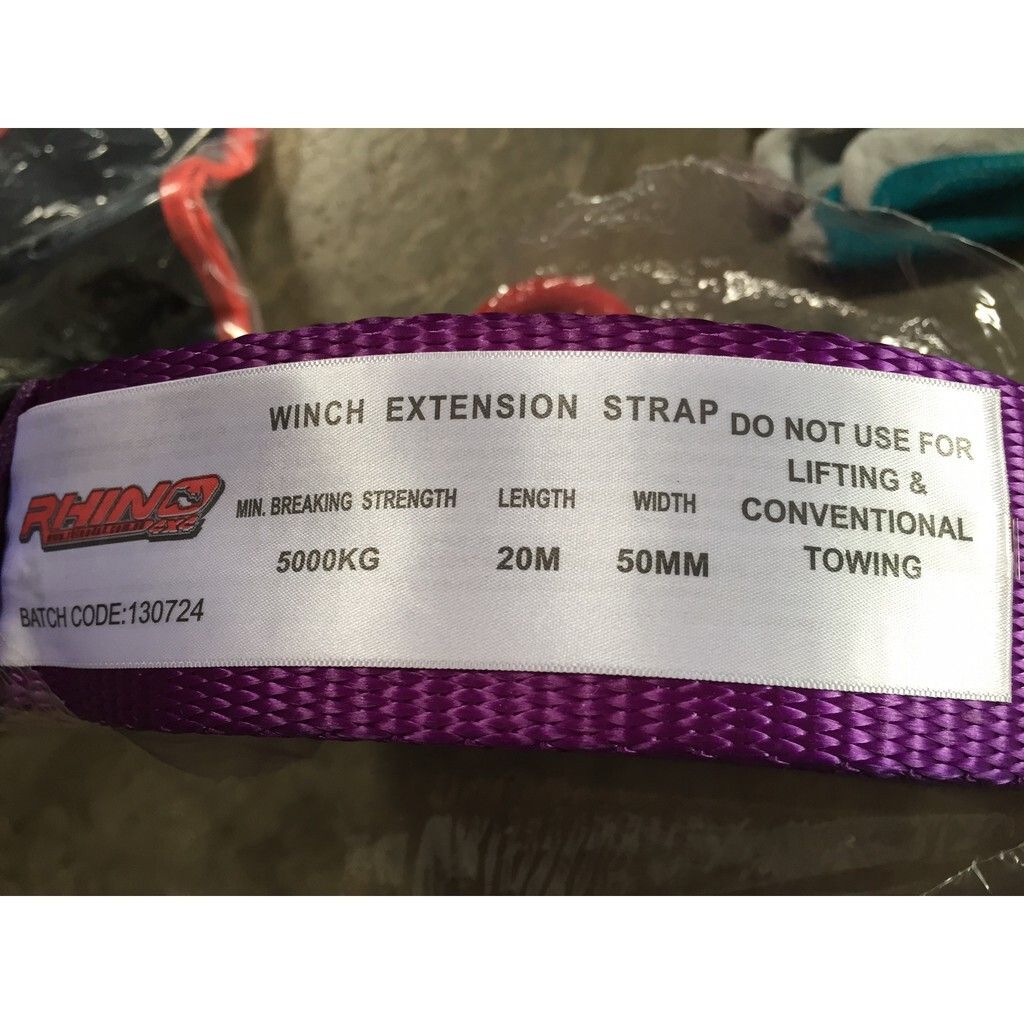 WINCH EXTENSION STRAP
RHINO
4X4
MIN. BREAKING STRENGTH LENGTH WIDTH
5000KG 20M 50MM
BATCH CODE:130724
DO NOT USE FOR
LIFTING &
CONVENTIONAL
TOWING